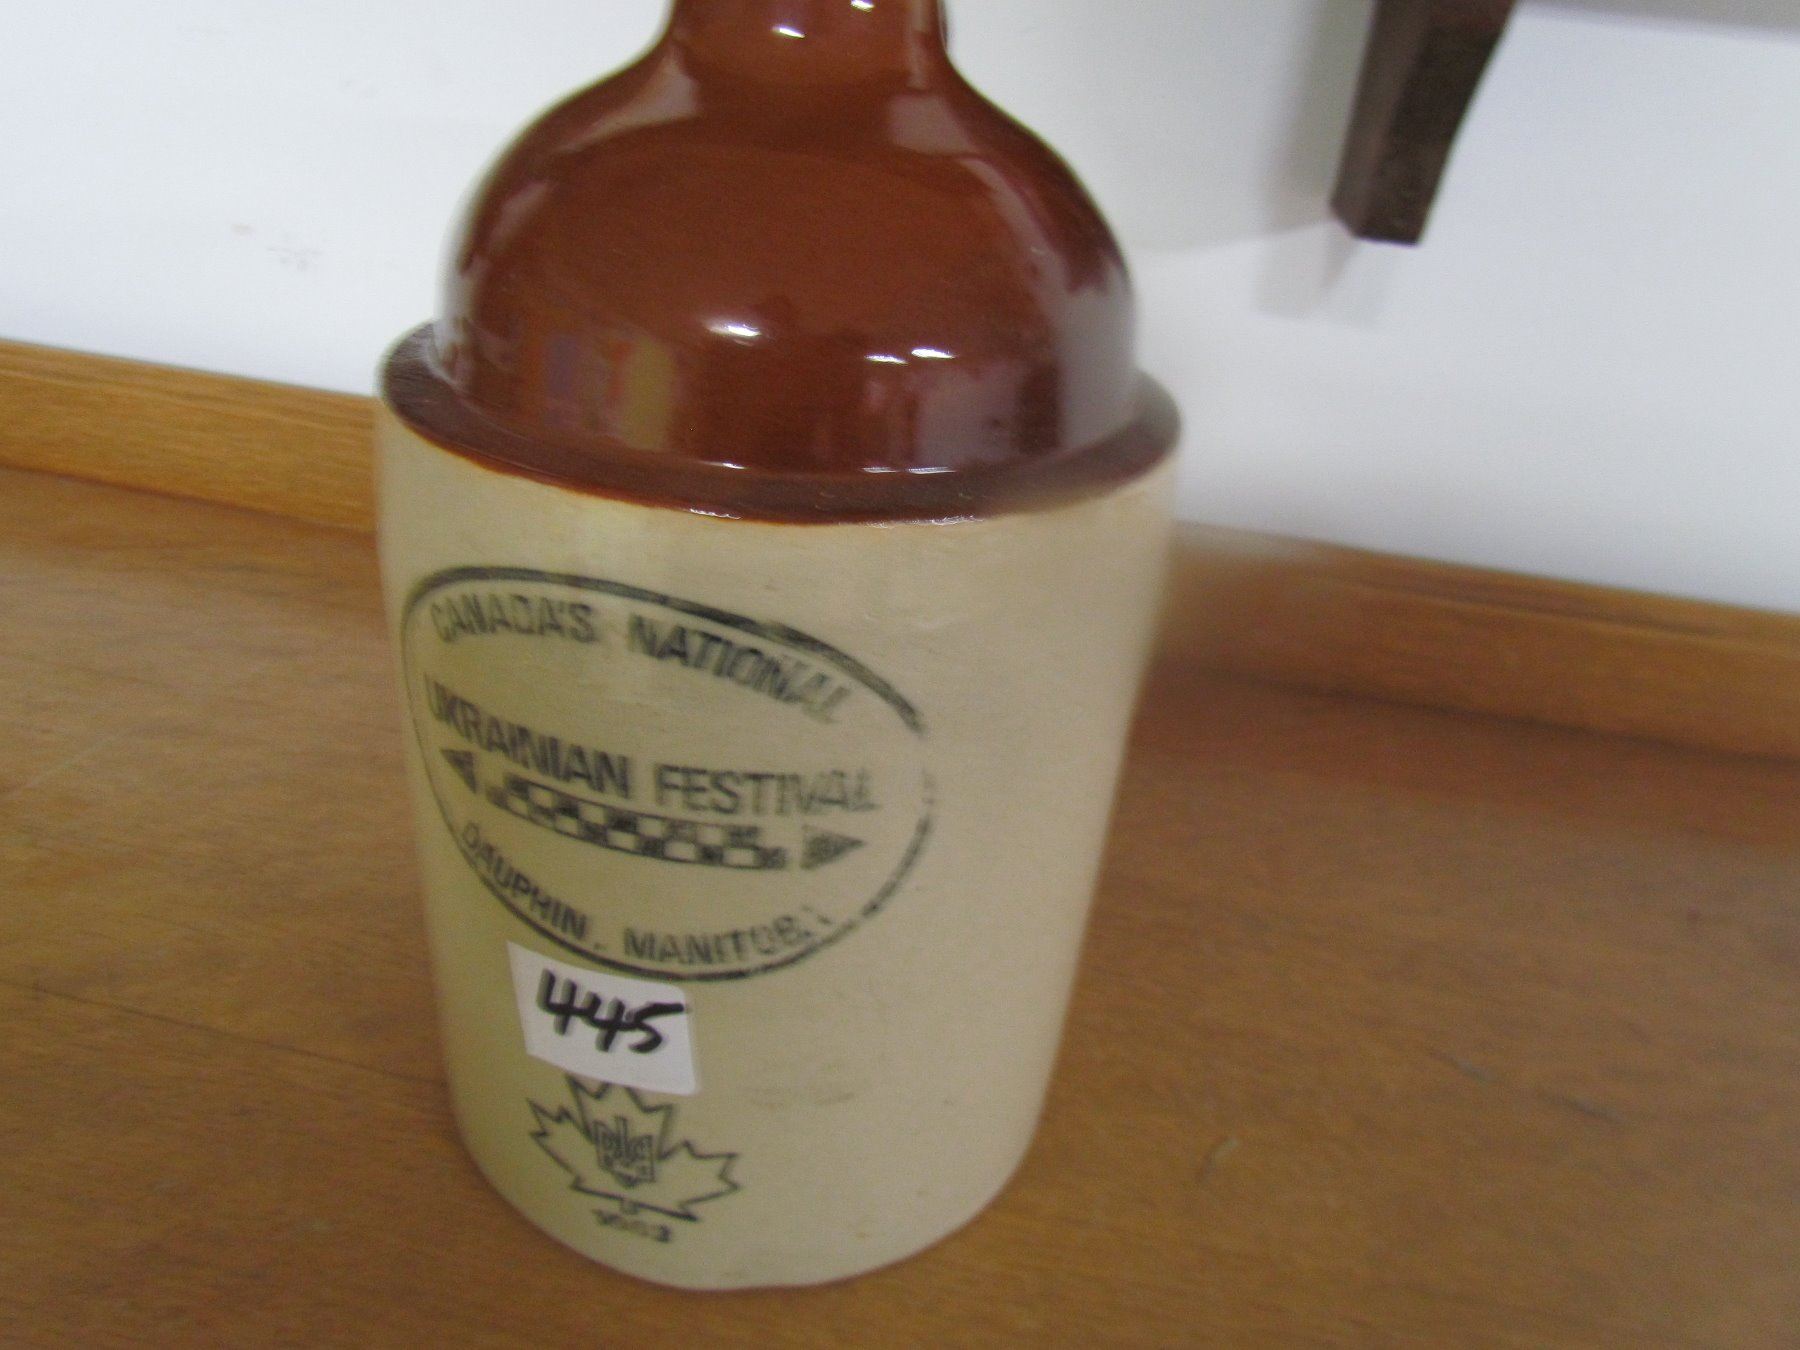 CANADA'S NATIONAL
UKRAINIAN FESTIVAL
DAUPHIN, MANITOBA
445